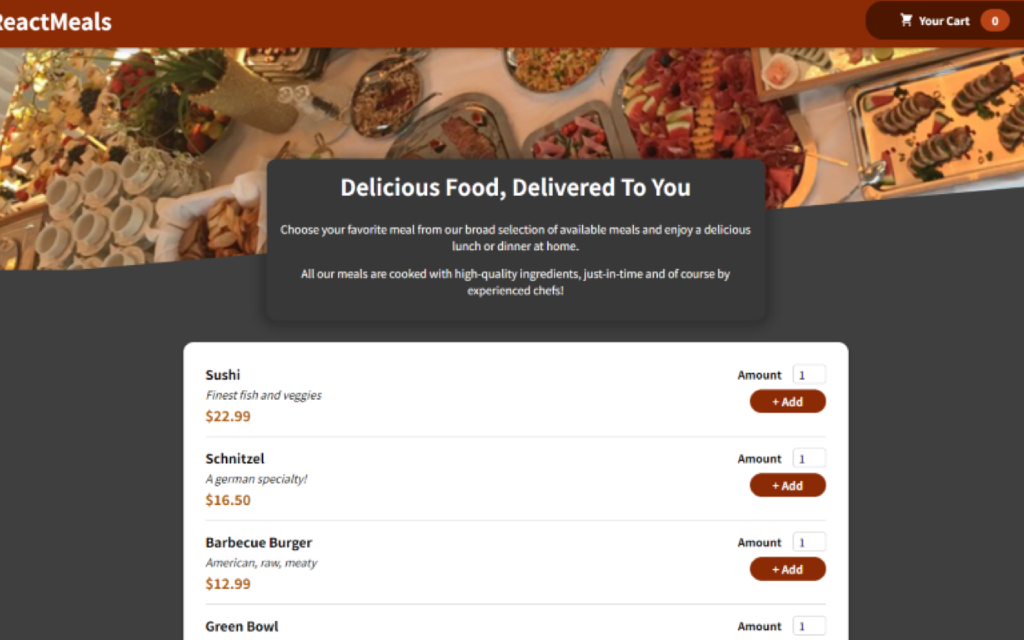 ReactMeals
Your Cart 0
Delicious Food, Delivered To You
Choose your favorite meal from our broad selection of available meals and enjoy a delicious
lunch or dinner at home.
All our meals are cooked with high-quality ingredients, just-in-time and of course by
experienced chefs!
Sushi
Amount 1
Finest fish and veggies
+ Add
$22.99
Schnitzel
Amount 1
A german specialty!
+ Add
$16.50
Barbecue Burger
Amount 1
American, raw, meaty
+ Add
$12.99
Green Bowl
Amount 1